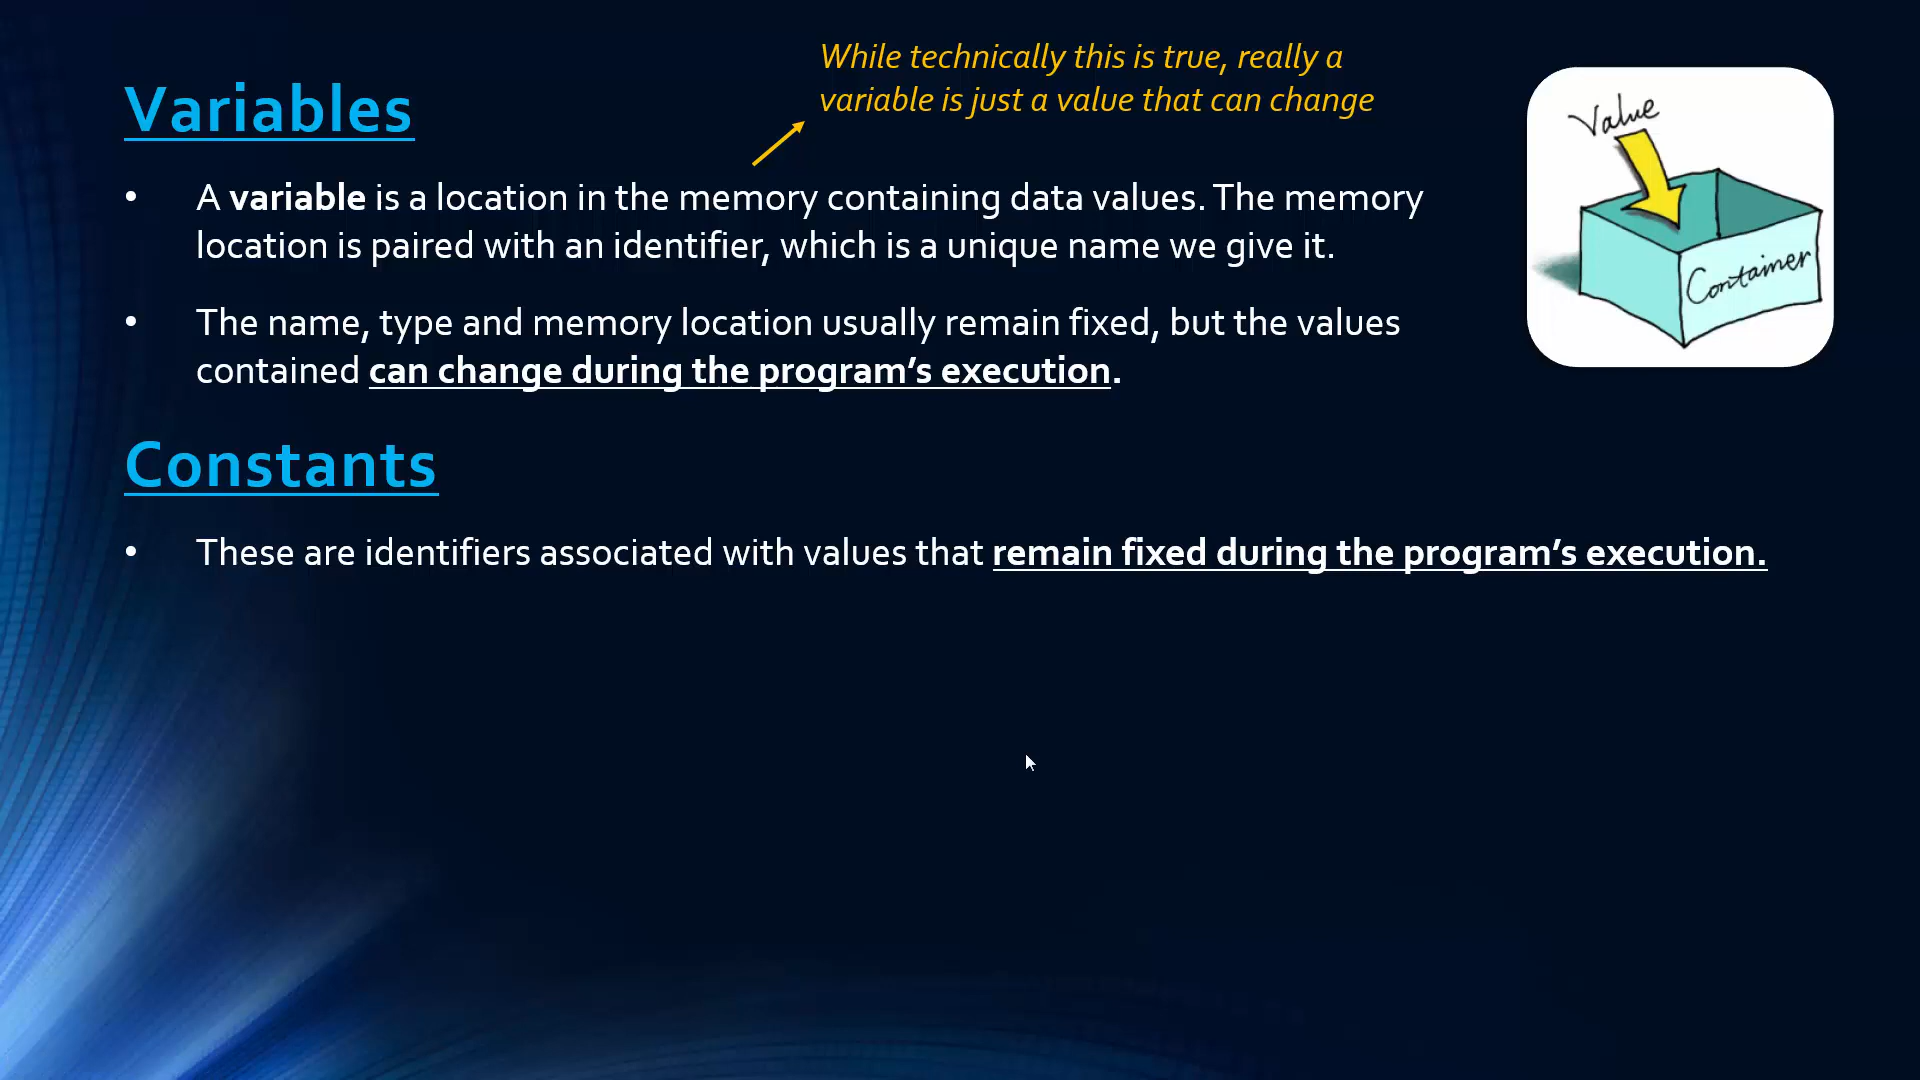 While technically this is true, really a
variable is just a value that can change
Variables
• A variable is a location in the memory containing data values. The memory
location is paired with an identifier, which is a unique name we give it.
• The name, type and memory location usually remain fixed, but the values
contained can change during the program’s execution.
Value
Container
Constants
• These are identifiers associated with values that remain fixed during the program’s execution.